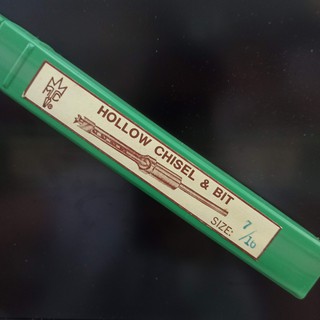 HOLLOW CHISEL & BIT
SIZE: 7/16